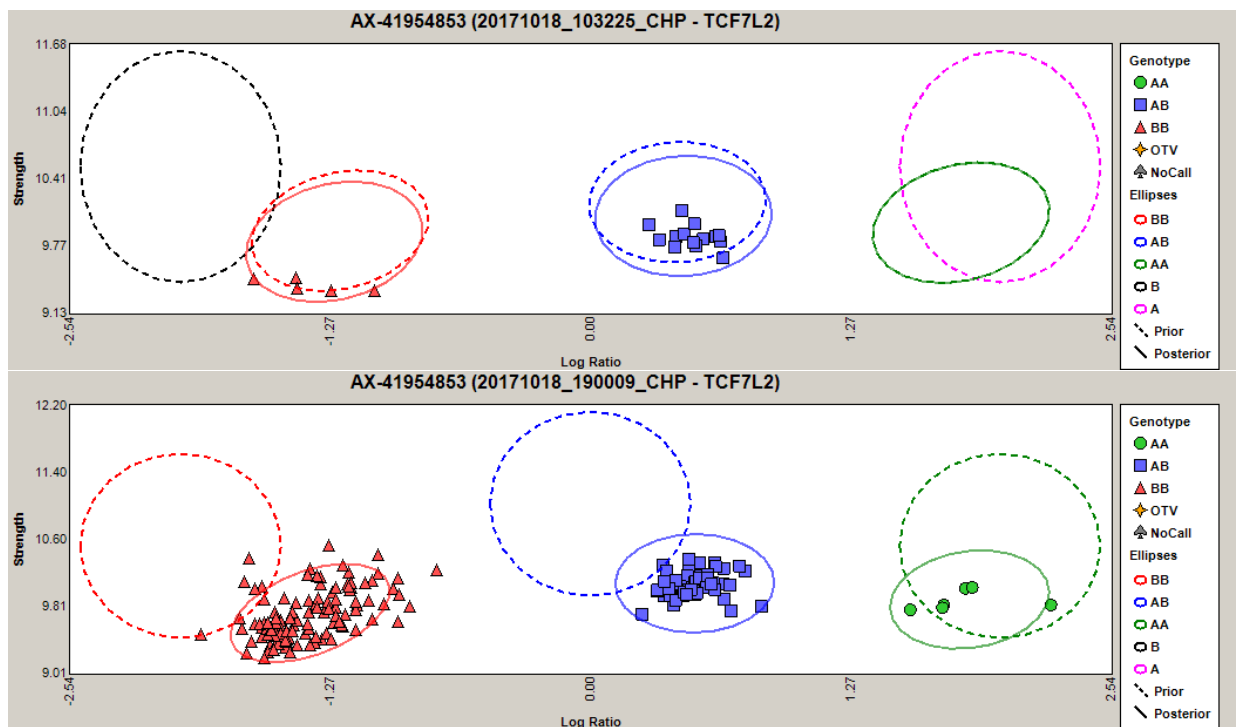 AX-41954853 (20171018_103225_CHP - TCF7L2)
Strength
11.68
11.04
10.41
9.77
9.13
-2.54
-1.27
0.00
1.27
2.54
Log Ratio
Genotype
AA
AB
BB
OTV
NoCall
Ellipses
BB
AB
AA
B
A
Prior
Posterior
AX-41954853 (20171018_190009_CHP - TCF7L2)
Strength
12.20
11.40
10.60
9.81
9.01
-2.54
-1.27
0.00
1.27
2.54
Log Ratio
Genotype
AA
AB
BB
OTV
NoCall
Ellipses
BB
AB
AA
B
A
Prior
Posterior